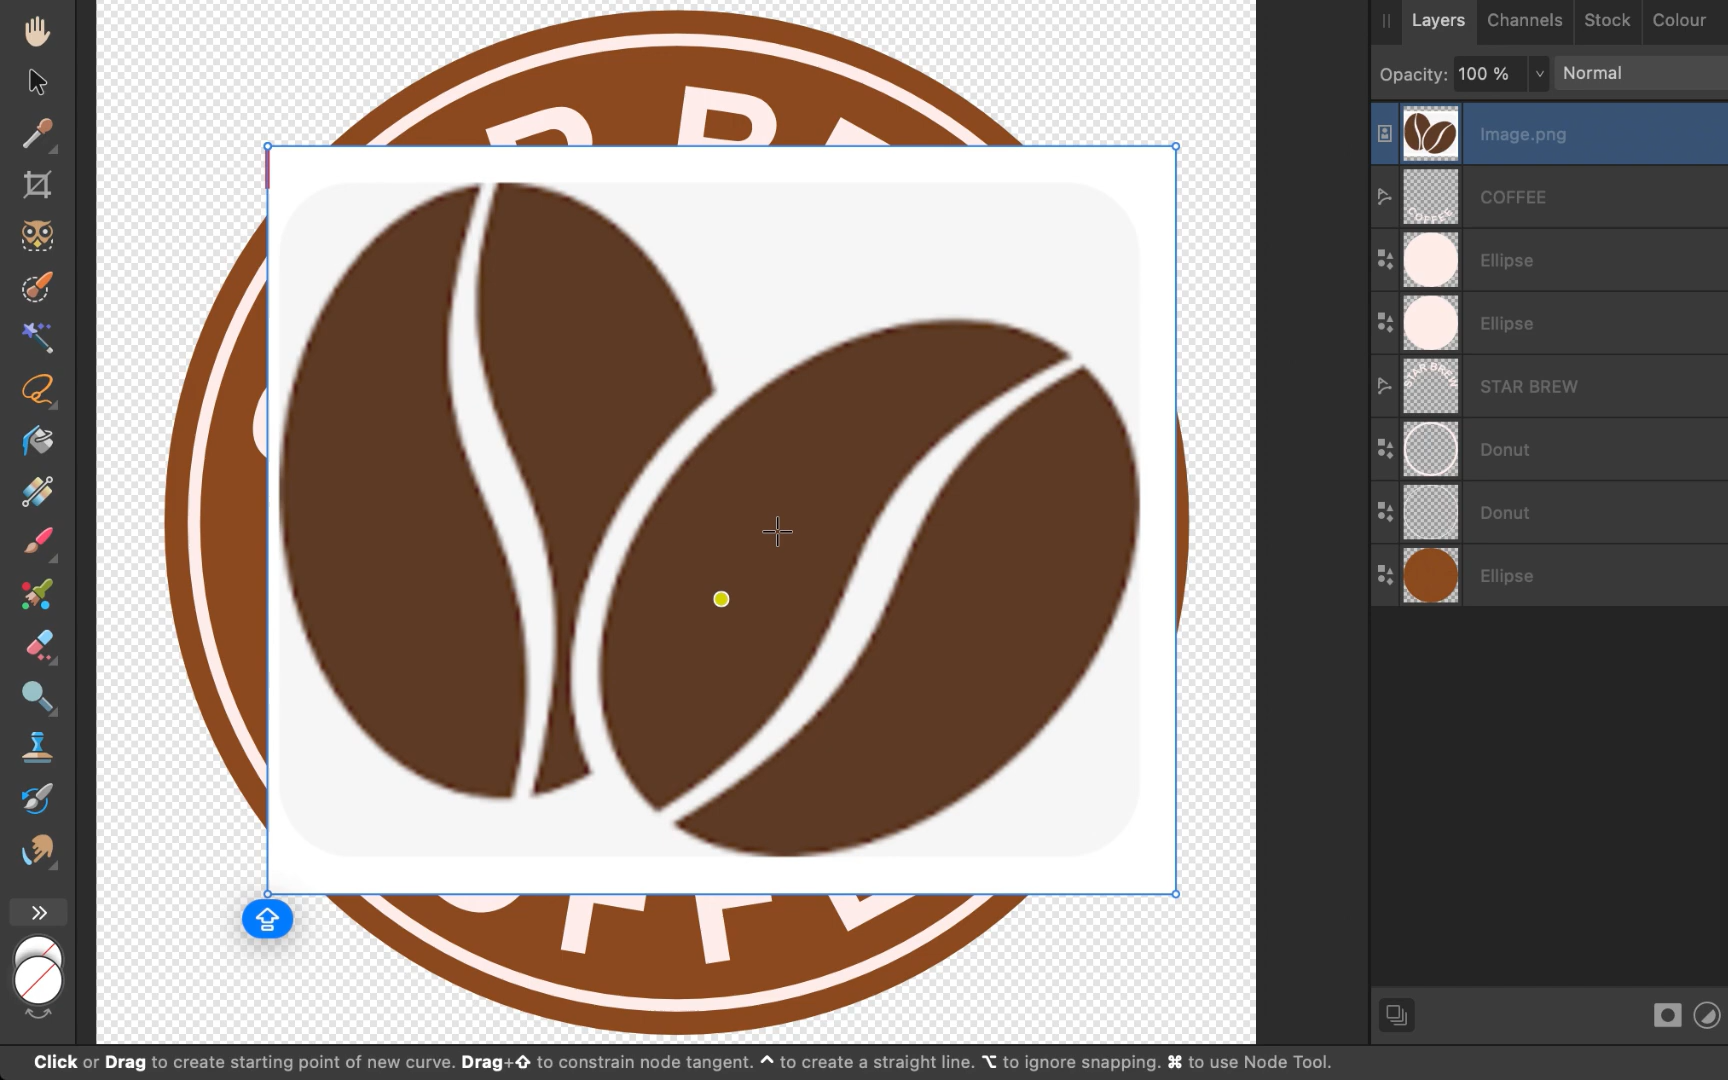 Layers Channels Stock Colour
Opacity: 100 % Normal
Image.png
COFFEE
Ellipse
Ellipse
STAR BREW
Donut
Donut
Ellipse
Click or Drag to create starting point of new curve. Drag+⇧ to constrain node tangent. ^ to create a straight line. ⌥ to ignore snapping. ⌘ to use Node Tool.